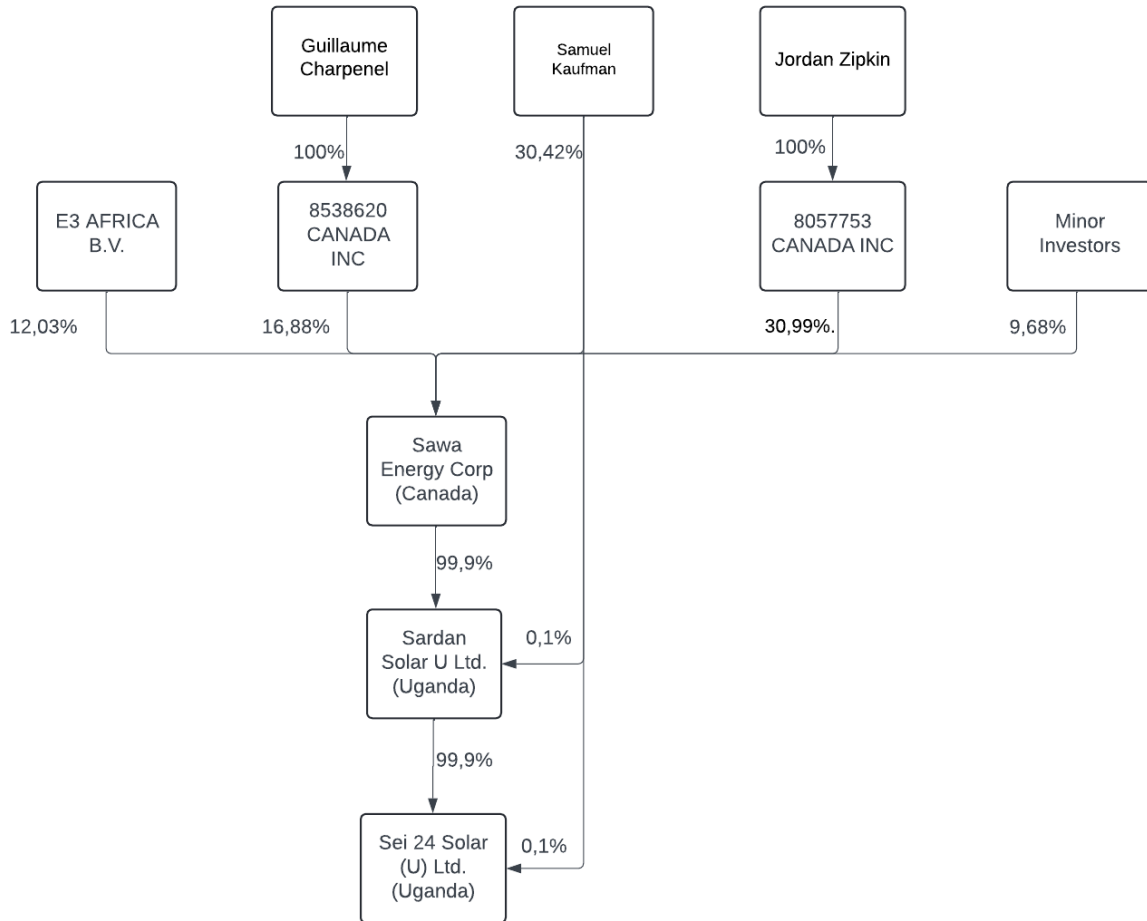 Guillaume
Charpenel
Samuel
Kaufman
Jordan Zipkin
100%
30,42%
100%
E3 AFRICA
B.V.
8538620
CANADA
INC
8057753
CANADA INC
Minor
Investors
12,03%
16,88%
30,99%.
9,68%
Sawa
Energy Corp
(Canada)
99,9%
Sardan
Solar U Ltd.
(Uganda)
0,1%
99,9%
Sei 24 Solar
(U) Ltd.
(Uganda)
0,1%